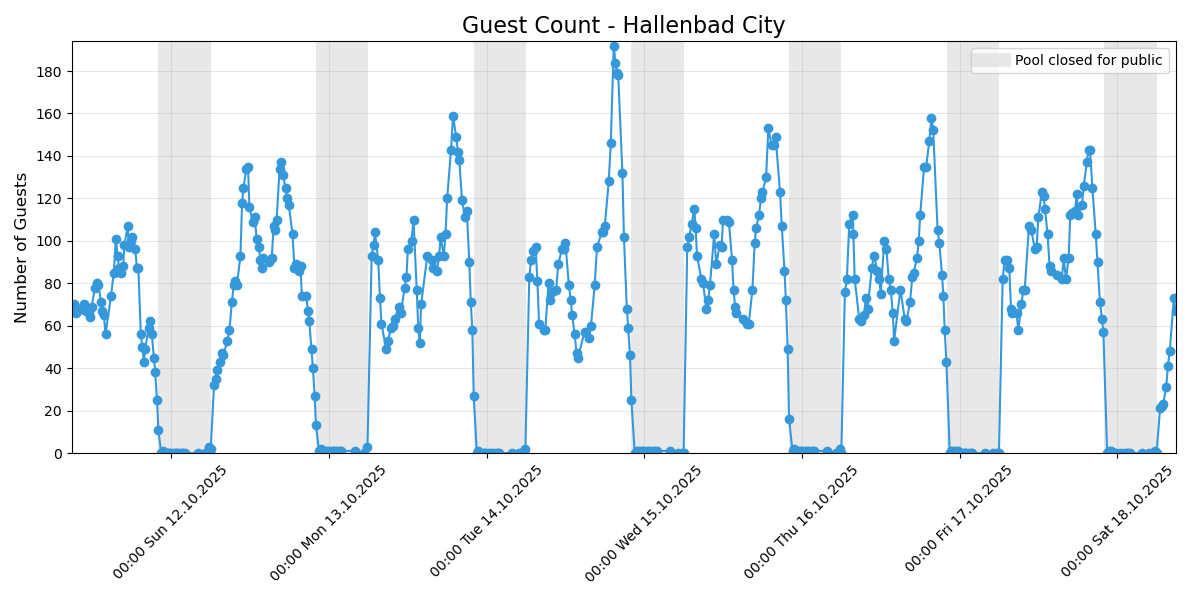 Guest Count - Hallenbad City
Pool closed for public
Number of Guests
180
160
140
120
100
80
60
40
20
0
00:00 Sun 12.10.2025
00:00 Mon 13.10.2025
00:00 Tue 14.10.2025
00:00 Wed 15.10.2025
00:00 Thu 16.10.2025
00:00 Fri 17.10.2025
00:00 Sat 18.10.2025